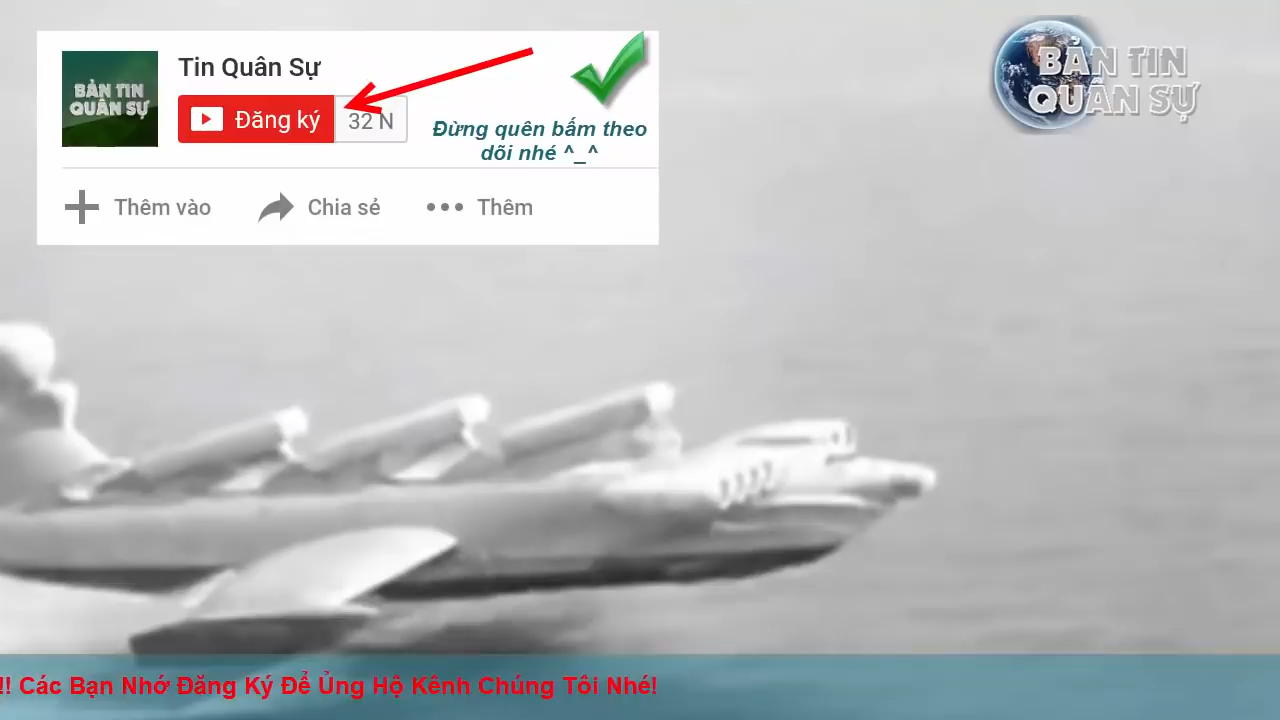 Tin Quân Sự
BẢN TIN
QUÂN SỰ
Đăng ký
32 N
Đừng quên bấm theo
dõi nhé ^_^
Thêm vào
Chia sẻ
Thêm
BẢN TIN
QUÂN SỰ
!! Các Bạn Nhớ Đăng Ký Để Ủng Hộ Kênh Chúng Tôi Nhé!